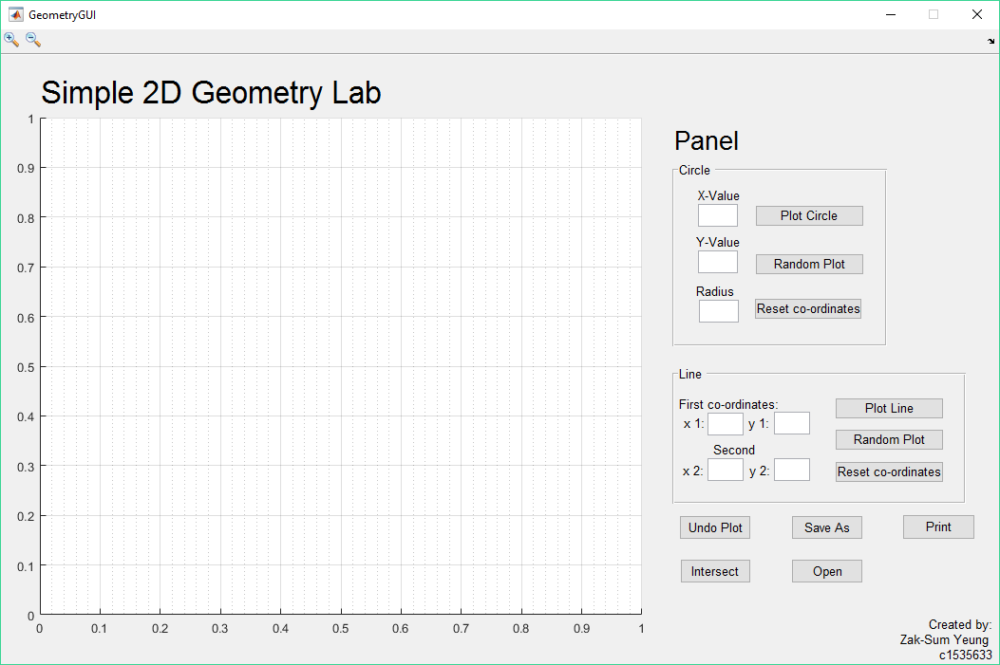 GeometryGUI
Simple 2D Geometry Lab
1
0.9
0.8
0.7
0.6
0.5
0.4
0.3
0.2
0.1
0
0 0.1 0.2 0.3 0.4 0.5 0.6 0.7 0.8 0.9 1
Panel
Circle
X-Value
Plot Circle
Y-Value
Random Plot
Radius
Reset co-ordinates
Line
First co-ordinates:
x 1: y 1:
Second
x 2: y 2:
Plot Line
Random Plot
Reset co-ordinates
Undo Plot Save As Print
Intersect Open
Created by:
Zak-Sum Yeung
c1535633